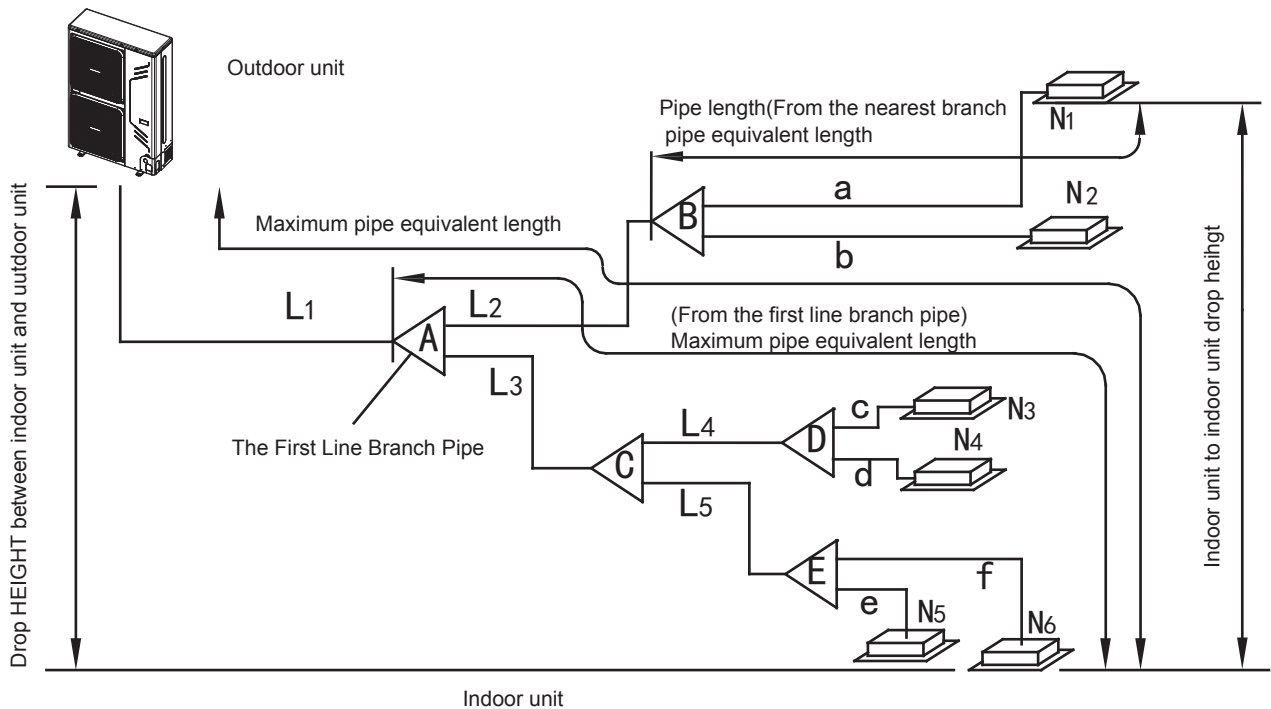 Outdoor unit
Pipe length(From the nearest branch
pipe equivalent length
N1
a
N2
B
b
Maximum pipe equivalent length
L1
L2
A
(From the first line branch pipe)
Maximum pipe equivalent length
L3
The First Line Branch Pipe
c
N3
L4
D
N4
C
d
L5
E
f
e
N5
N6
Drop HEIGHT between indoor unit and uutdoor unit
Indoor unit to indoor unit drop heihgt
Indoor unit